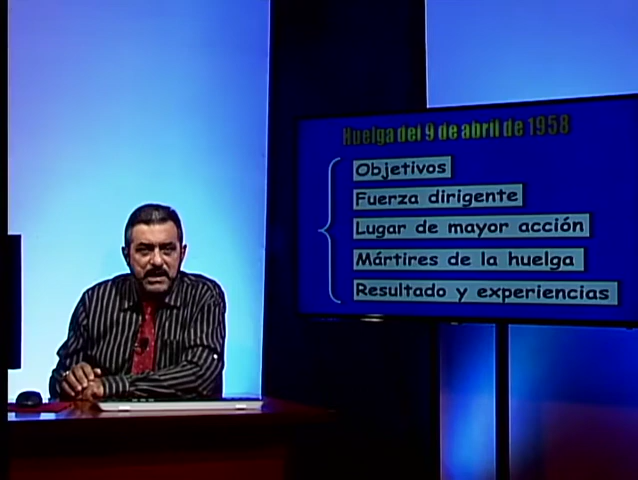 Huelga del 9 de abril de 1958
Objetivos
Fuerza dirigente
Lugar de mayor acción
Mártires de la huelga
Resultado y experiencias